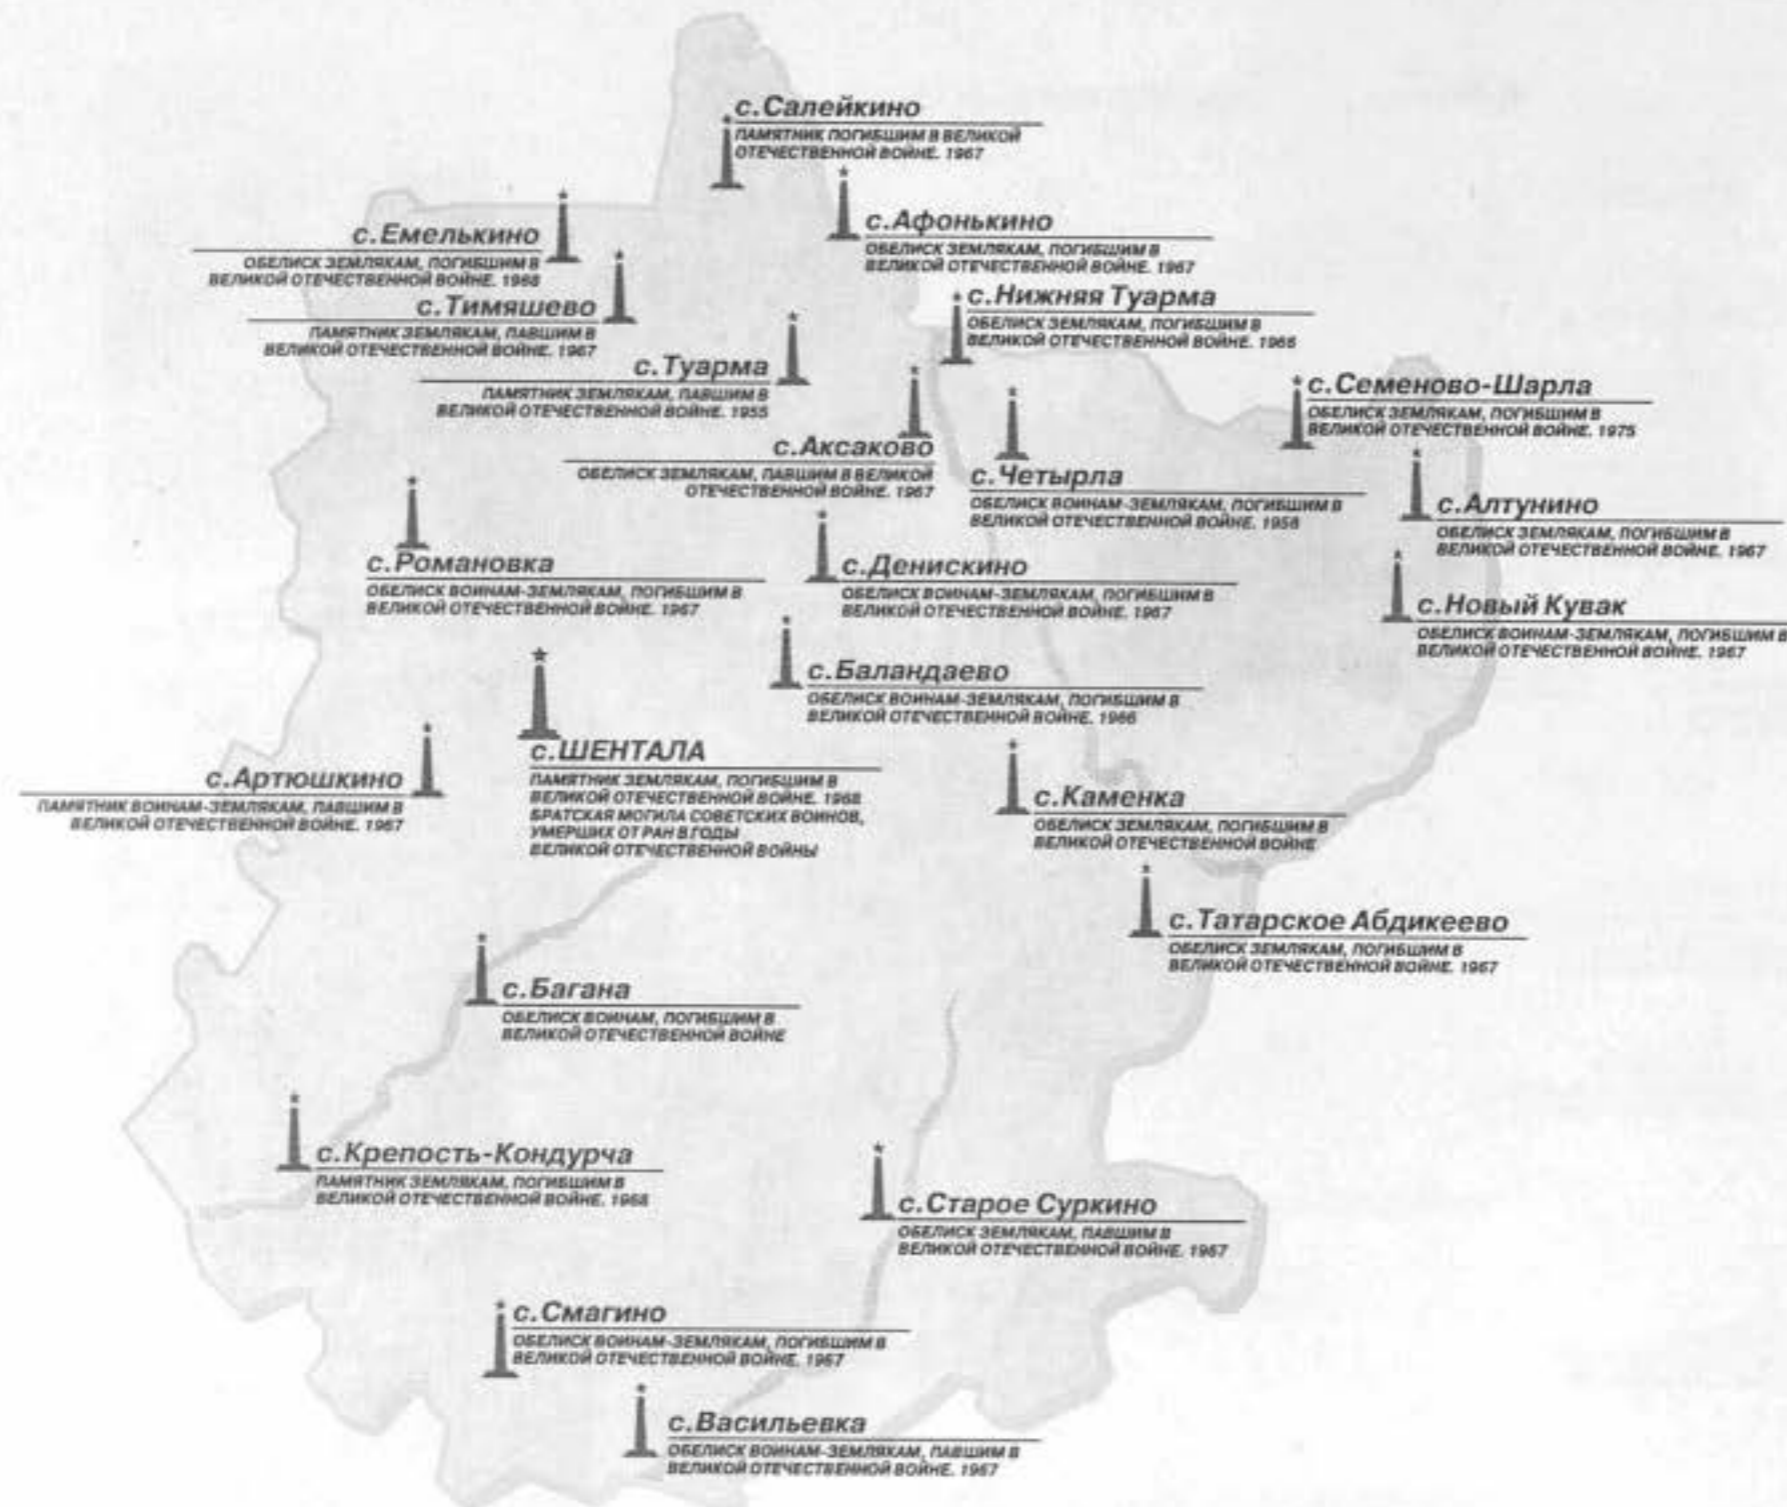 с.Салейкино
ПАМЯТНИК ПОГИБШИМ В ВЕЛИКОЙ
ОТЕЧЕСТВЕННОЙ ВОЙНЕ. 1967
с.Афонькино
ОБЕЛИСК ЗЕМЛЯКАМ, ПОГИБШИМ В
ВЕЛИКОЙ ОТЕЧЕСТВЕННОЙ ВОЙНЕ. 1967
с.Емелькино
ОБЕЛИСК ЗЕМЛЯКАМ, ПОГИБШИМ В
ВЕЛИКОЙ ОТЕЧЕСТВЕННОЙ ВОЙНЕ. 1968
с.Тимяшево
ПАМЯТНИК ЗЕМЛЯКАМ, ПАВШИМ В
ВЕЛИКОЙ ОТЕЧЕСТВЕННОЙ ВОЙНЕ. 1967
с.Нижняя Туарма
ОБЕЛИСК ЗЕМЛЯКАМ, ПОГИБШИМ В
ВЕЛИКОЙ ОТЕЧЕСТВЕННОЙ ВОЙНЕ.
с.Туарма
ПАМЯТНИК ЗЕМЛЯКАМ, ПАВШИМ В
ВЕЛИКОЙ ОТЕЧЕСТВЕННОЙ ВОЙНЕ. 1955
с.Семеново-Шарла
ОБЕЛИСК ЗЕМЛЯКАМ, ПОГИБШИМ В
ВЕЛИКОЙ ОТЕЧЕСТВЕННОЙ ВОЙНЕ. 1975
с.Аксаково
ОБЕЛИСК ЗЕМЛЯКАМ, ПАВШИМ В ВЕЛИКОЙ
ОТЕЧЕСТВЕННОЙ ВОЙНЕ. 1967
с.Четырла
ОБЕЛИСК ВОИНАМ-ЗЕМЛЯКАМ, ПОГИБШИМ В
ВЕЛИКОЙ ОТЕЧЕСТВЕННОЙ ВОЙНЕ.
с.Алтунино
ОБЕЛИСК ЗЕМЛЯКАМ, ПОГИБШИМ В
ВЕЛИКОЙ ОТЕЧЕСТВЕННОЙ ВОЙНЕ. 1967
с.Романовка
ОБЕЛИСК ВОИНАМ-ЗЕМЛЯКАМ, ПОГИБШИМ В
ВЕЛИКОЙ ОТЕЧЕСТВЕННОЙ ВОЙНЕ. 1967
с.Денискино
ОБЕЛИСК ВОИНАМ-ЗЕМЛЯКАМ, ПОГИБШИМ В
ВЕЛИКОЙ ОТЕЧЕСТВЕННОЙ ВОЙНЕ. 1967
с.Новый Кувак
ОБЕЛИСК ВОИНАМ-ЗЕМЛЯКАМ, ПОГИБШИМ В
ВЕЛИКОЙ ОТЕЧЕСТВЕННОЙ ВОЙНЕ. 1967
с.Баландаево
ОБЕЛИСК ВОИНАМ-ЗЕМЛЯКАМ, ПОГИБШИМ В
ВЕЛИКОЙ ОТЕЧЕСТВЕННОЙ ВОЙНЕ. 1966
с.ШЕНТАЛА
ПАМЯТНИК ЗЕМЛЯКАМ, ПОГИБШИМ В
ВЕЛИКОЙ ОТЕЧЕСТВЕННОЙ ВОЙНЕ. 1968
БРАТСКАЯ МОГИЛА СОВЕТСКИХ ВОИНОВ,
УМЕРШИХ ОТ РАН В ГОДЫ
ВЕЛИКОЙ ОТЕЧЕСТВЕННОЙ ВОЙНЫ
с.Артюшкино
ПАМЯТНИК ВОИНАМ-ЗЕМЛЯКАМ, ПАВШИМ В
ВЕЛИКОЙ ОТЕЧЕСТВЕННОЙ ВОЙНЕ. 1967
с.Каменка
ОБЕЛИСК ЗЕМЛЯКАМ, ПОГИБШИМ В
ВЕЛИКОЙ ОТЕЧЕСТВЕННОЙ ВОЙНЕ
с.Татарское Абдикеево
ОБЕЛИСК ЗЕМЛЯКАМ, ПОГИБШИМ В
ВЕЛИКОЙ ОТЕЧЕСТВЕННОЙ ВОЙНЕ. 1967
с.Багана
ОБЕЛИСК ВОИНАМ, ПОГИБШИМ В
ВЕЛИКОЙ ОТЕЧЕСТВЕННОЙ ВОЙНЕ
с.Крепость-Кондурча
ПАМЯТНИК ЗЕМЛЯКАМ, ПОГИБШИМ В
ВЕЛИКОЙ ОТЕЧЕСТВЕННОЙ ВОЙНЕ. 1968
с.Старое Суркино
ОБЕЛИСК ЗЕМЛЯКАМ, ПАВШИМ В
ВЕЛИКОЙ ОТЕЧЕСТВЕННОЙ ВОЙНЕ. 1967
с.Смагино
ОБЕЛИСК ВОИНАМ-ЗЕМЛЯКАМ, ПОГИБШИМ В
ВЕЛИКОЙ ОТЕЧЕСТВЕННОЙ ВОЙНЕ. 1967
с.Васильевка
ОБЕЛИСК ВОИНАМ-ЗЕМЛЯКАМ, ПАВШИМ В
ВЕЛИКОЙ ОТЕЧЕСТВЕННОЙ ВОЙНЕ. 1967